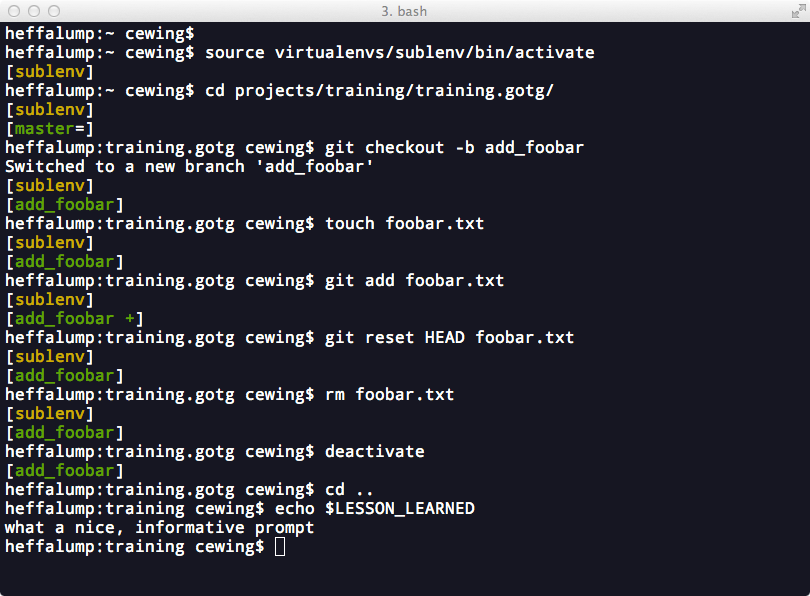 3. bash
heffalump:~ cewing$
heffalump:~ cewing$ source virtualenvs/sublenv/bin/activate
[sublenv]
heffalump:~ cewing$ cd projects/training/training.gotg/
[sublenv]
[master=]
heffalump:training.gotg cewing$ git checkout -b add_foobar
Switched to a new branch 'add_foobar'
[sublenv]
[add_foobar]
heffalump:training.gotg cewing$ touch foobar.txt
[sublenv]
[add_foobar]
heffalump:training.gotg cewing$ git add foobar.txt
[sublenv]
[add_foobar +]
heffalump:training.gotg cewing$ git reset HEAD foobar.txt
[sublenv]
[add_foobar]
heffalump:training.gotg cewing$ rm foobar.txt
[sublenv]
[add_foobar]
heffalump:training.gotg cewing$ deactivate
[add_foobar]
heffalump:training.gotg cewing$ cd ..
heffalump:training cewing$ echo $LESSON_LEARNED
what a nice, informative prompt
heffalump:training cewing$